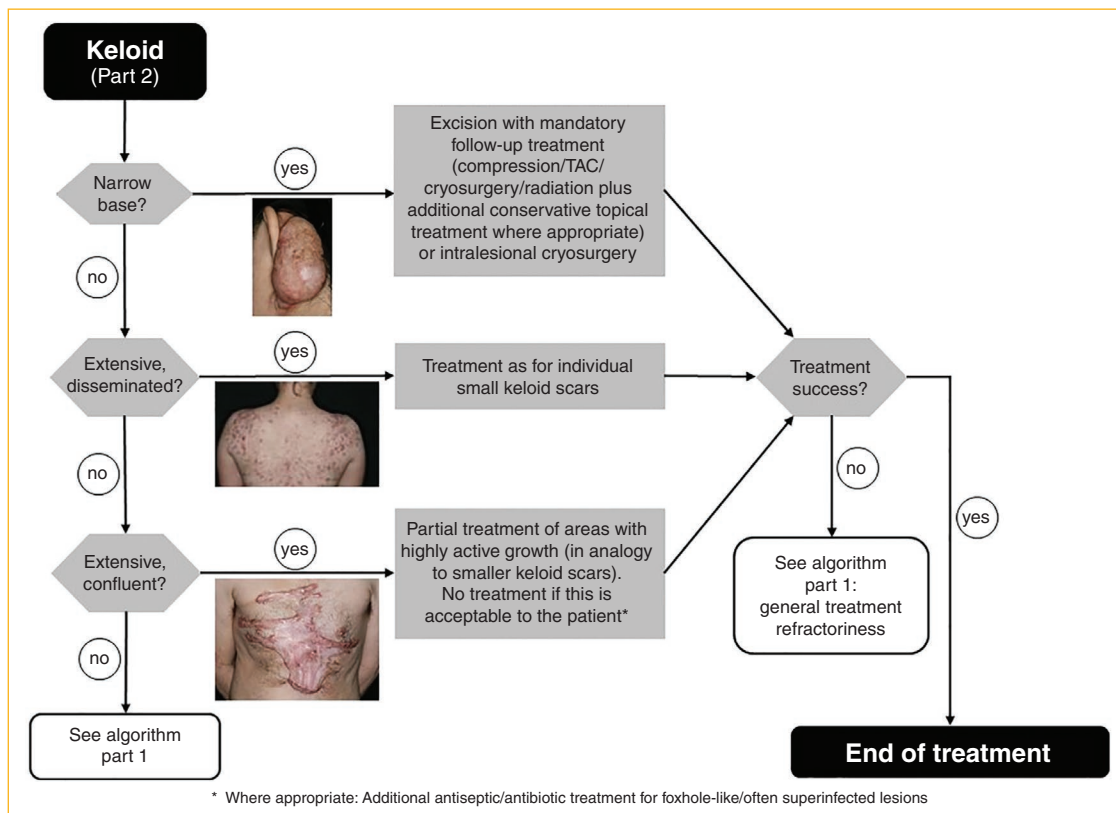 Keloid
(Part 2)
Narrow
base?
yes
Excision with mandatory
follow-up treatment
(compression/TAC/
cryosurgery/radiation plus
additional conservative topical
treatment where appropriate)
or intralesional cryosurgery
no
Extensive,
disseminated?
yes
Treatment as for individual
small keloid scars
Treatment
success?
no
yes
no
Extensive,
confluent?
yes
Partial treatment of areas with
highly active growth (in analogy
to smaller keloid scars).
No treatment if this is
acceptable to the patient*
See algorithm
part 1:
general treatment
refractoriness
no
See algorithm
part 1
End of treatment
* Where appropriate: Additional antiseptic/antibiotic treatment for foxhole-like/often superinfected lesions